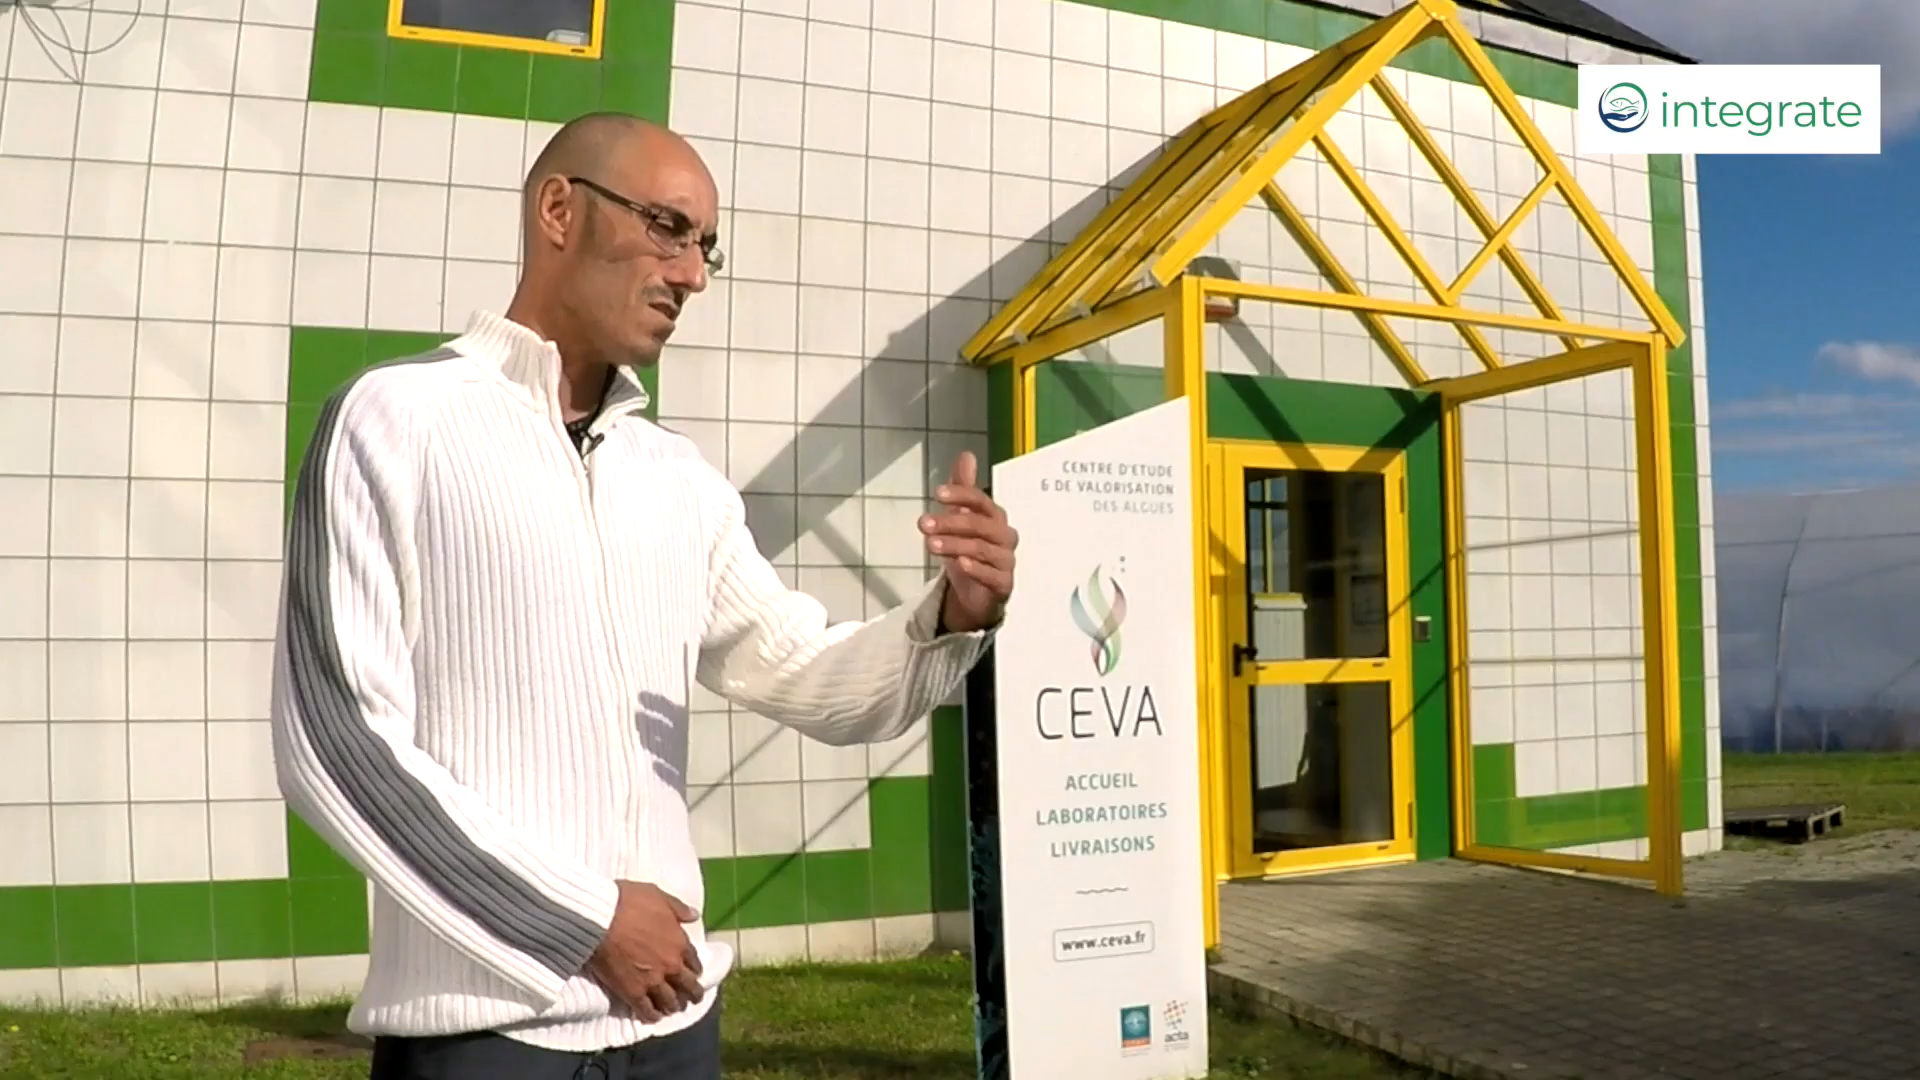 integrate
CENTRE D'ETUDE
& DE VALORISATION
DES ALGUES
CEVA
ACCUEIL
LABORATOIRES
LIVRAISONS
www.ceva.fr
acta